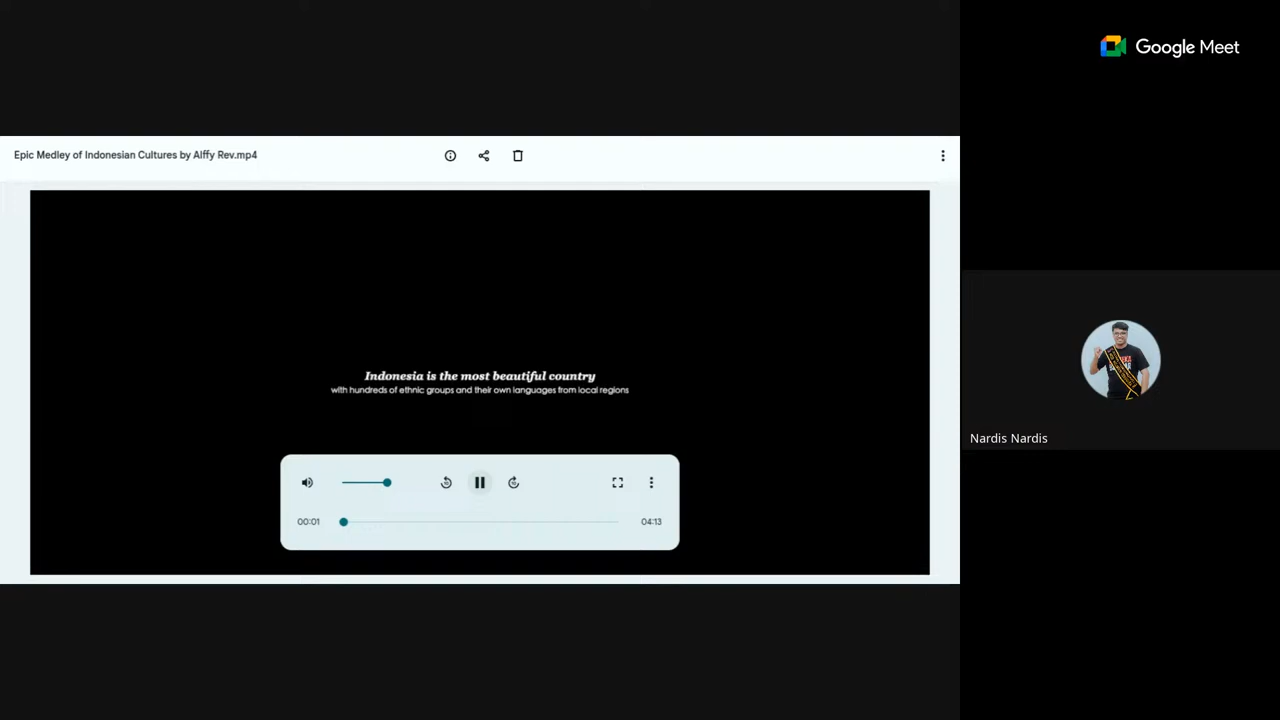 Google Meet
Epic Medley of Indonesian Cultures by Alffy Rev.mp4
Indonesia is the most beautiful country
with hundreds of ethnic groups and their own languages from local regions
00:01
04:13
Nardis Nardis